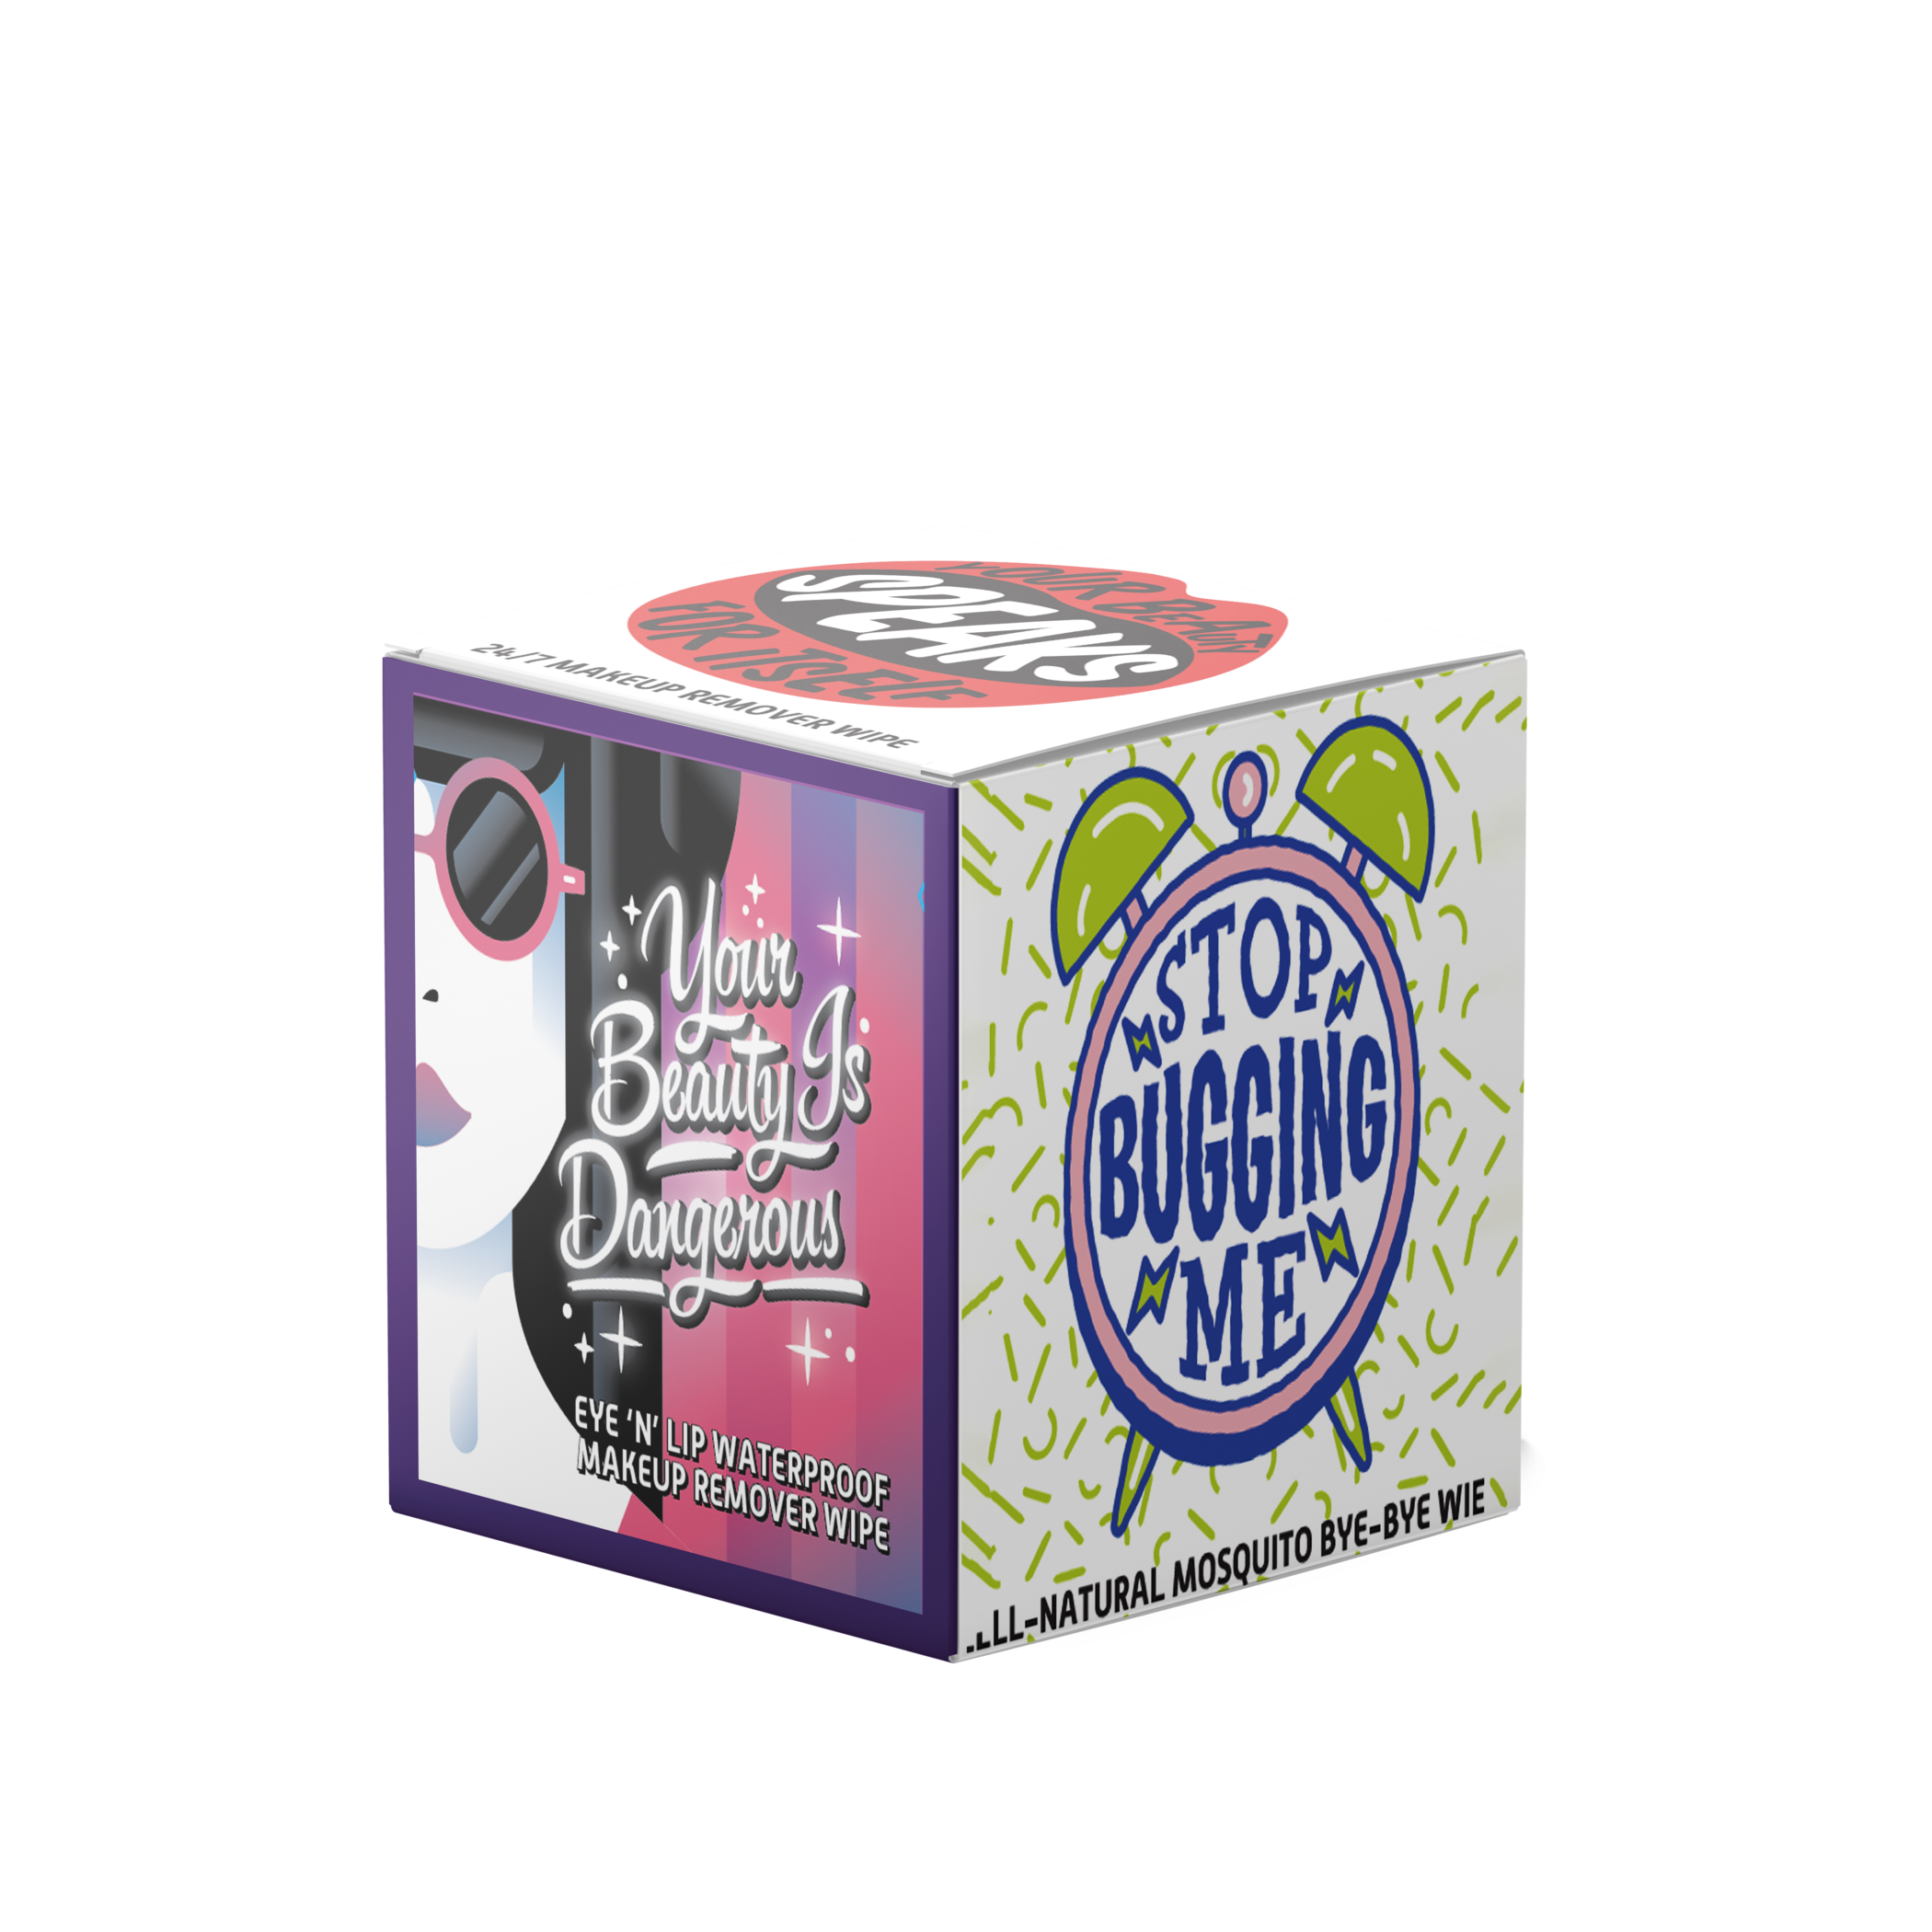 YOUR BEAUTY
SPEAKS
FOR ITSELF
24/7 MAKEUP REMOVER WIPE
Your
Beauty Is
Dangerous
EYE ‘N’ LIP WATERPROOF
MAKEUP REMOVER WIPE
STOP
BUGGING
ME
LL-NATURAL MOSQUITO BYE-BYE WIE